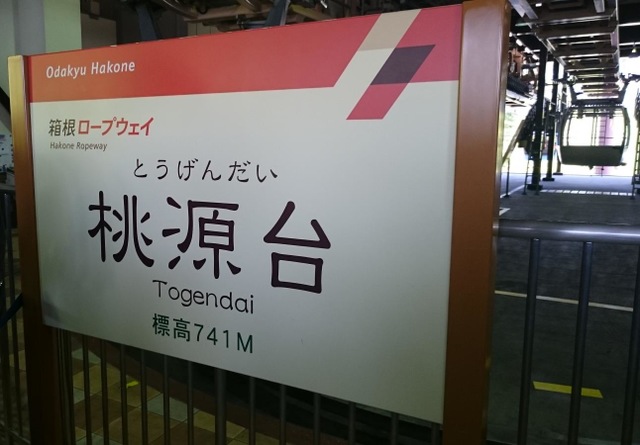 Odakyu Hakone
箱根ロープウェイ
Hakone Ropeway
とうげんだい
桃源台
Togendai
標高741M